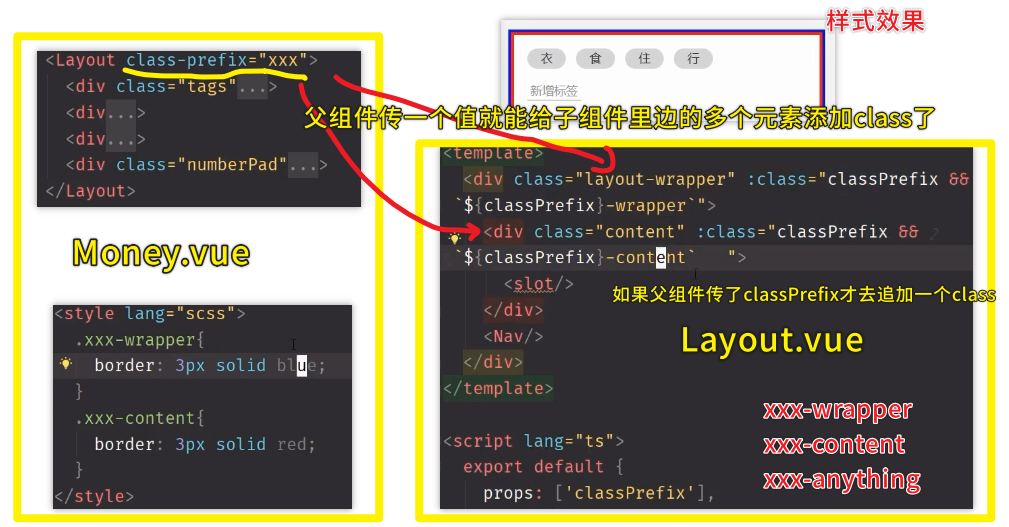 样式效果
<Layout class-prefix="xxx">
<div class="tags"...>
<div...>
<div...>
<div class="numberPad"...>
</Layout>
衣 食 住 行
新增标签
父组件传一个值就能给子组件里边的多个元素添加class了
Money.vue
<style lang="scss">
.xxx-wrapper{
border: 3px solid blue;
}
.xxx-content{
border: 3px solid red;
}
</style>
<template>
<div class="layout-wrapper" :class="classPrefix &&
`${classPrefix}-wrapper`">
<div class="content" :class="classPrefix &&
`${classPrefix}-content`   ">
<slot/>
如果父组件传了classPrefix才去追加一个class
</div>
<Nav/>
</div>
</template>
Layout.vue
<script lang="ts">
export default {
props: ['classPrefix'],
xxx-wrapper
xxx-content
xxx-anything